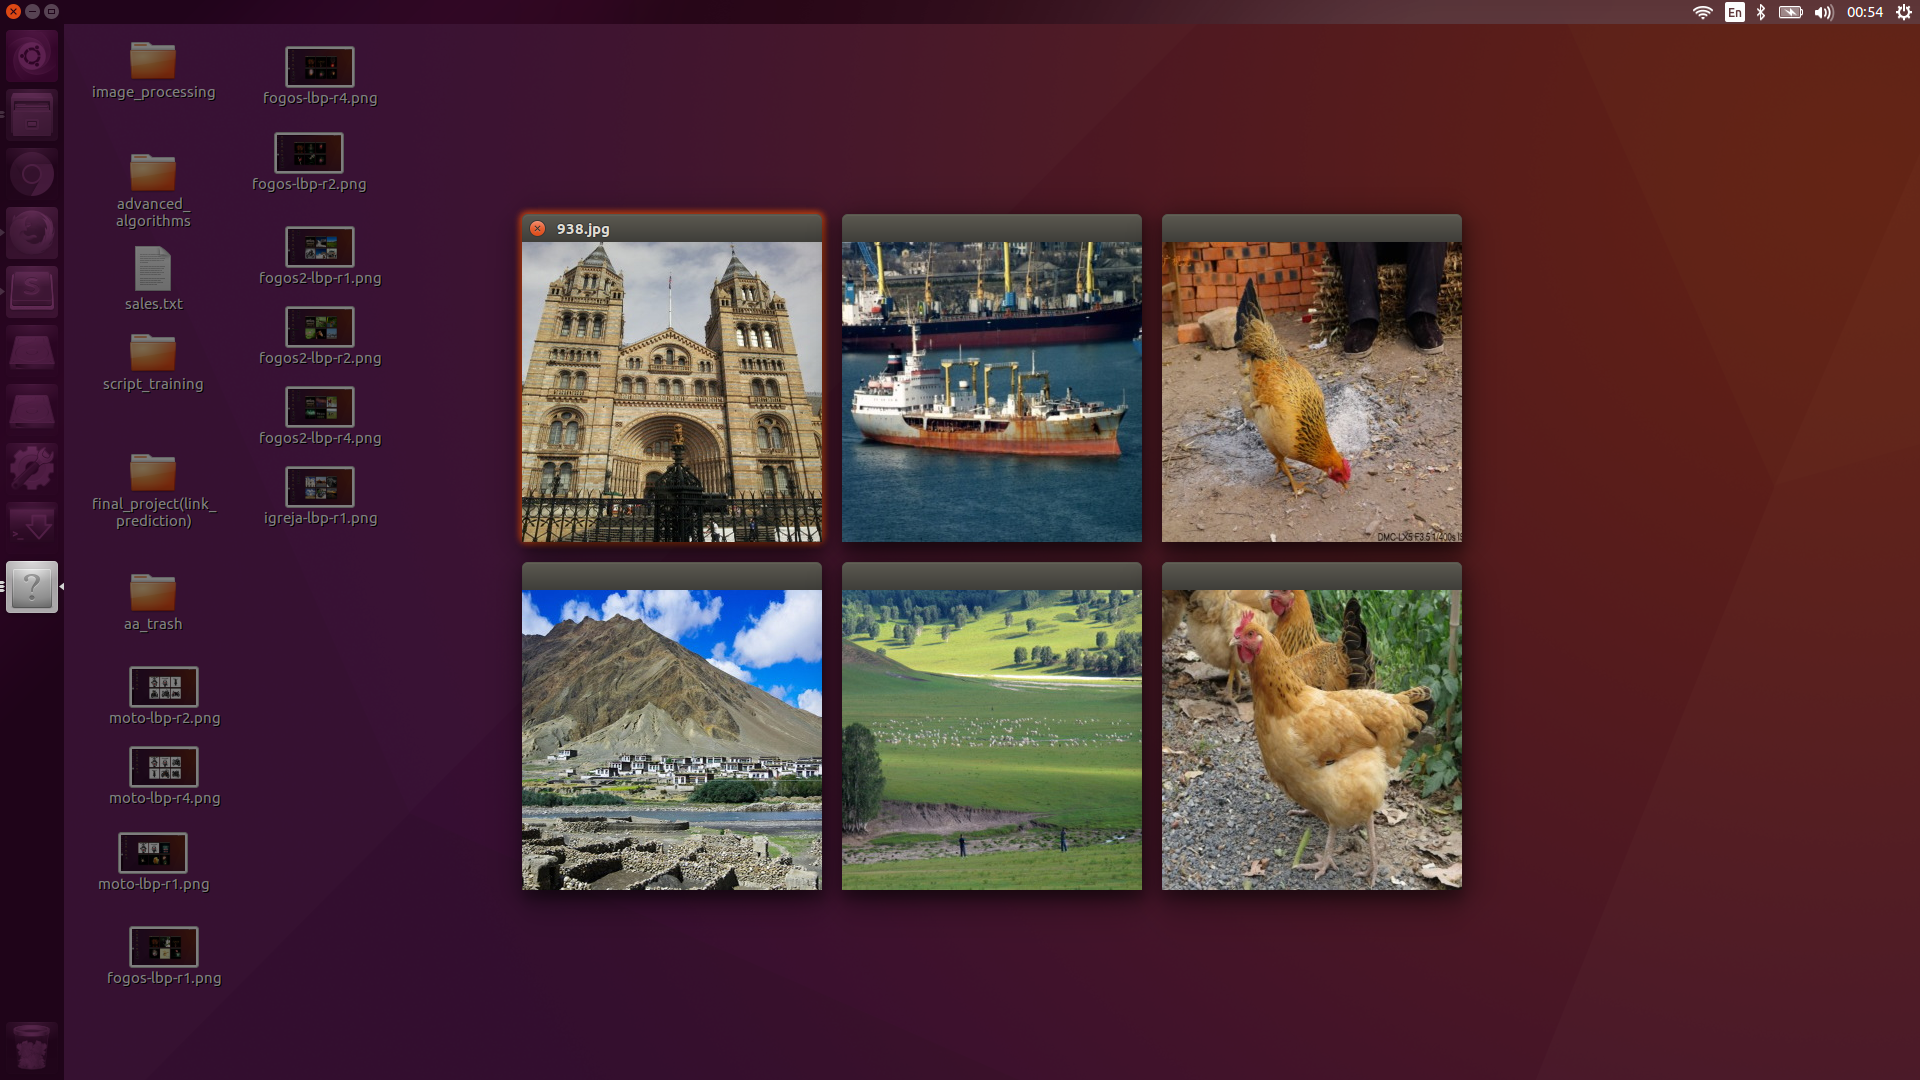 En
00:54
image_processing
fogos-lbp-r4.png
fogos-lbp-r2.png
advanced_
algorithms
fogos2-lbp-r1.png
sales.txt
fogos2-lbp-r2.png
script_training
fogos2-lbp-r4.png
final_project(link_
prediction)
igreja-lbp-r1.png
aa_trash
moto-lbp-r2.png
moto-lbp-r4.png
moto-lbp-r1.png
fogos-lbp-r1.png
938.jpg
S
?
DMC-LX5 F3.5 1/400s